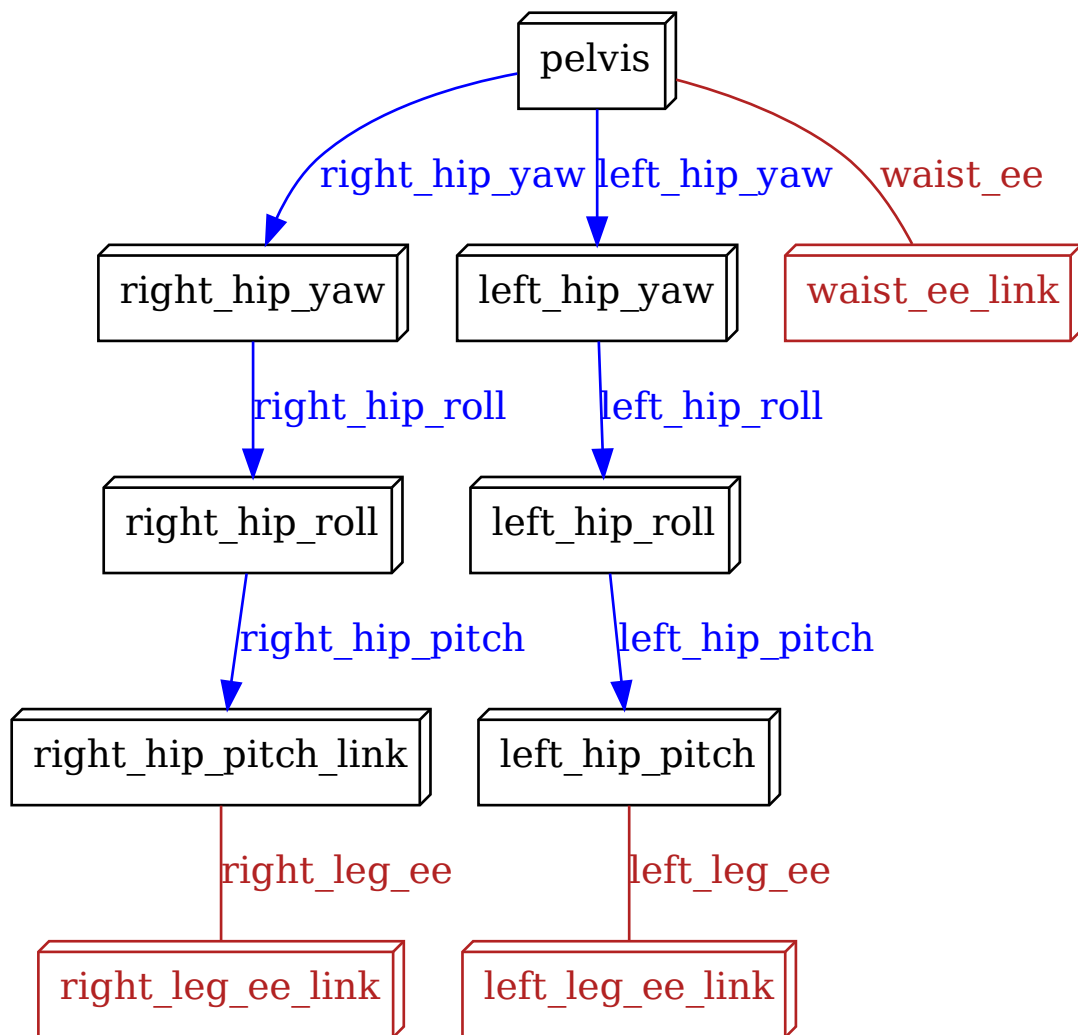 pelvis
right_hip_yaw
left_hip_yaw
waist_ee
right_hip_yaw
left_hip_yaw
waist_ee_link
right_hip_roll
left_hip_roll
right_hip_roll
left_hip_roll
right_hip_pitch
left_hip_pitch
right_hip_pitch_link
left_hip_pitch
right_leg_ee
left_leg_ee
right_leg_ee_link
left_leg_ee_link